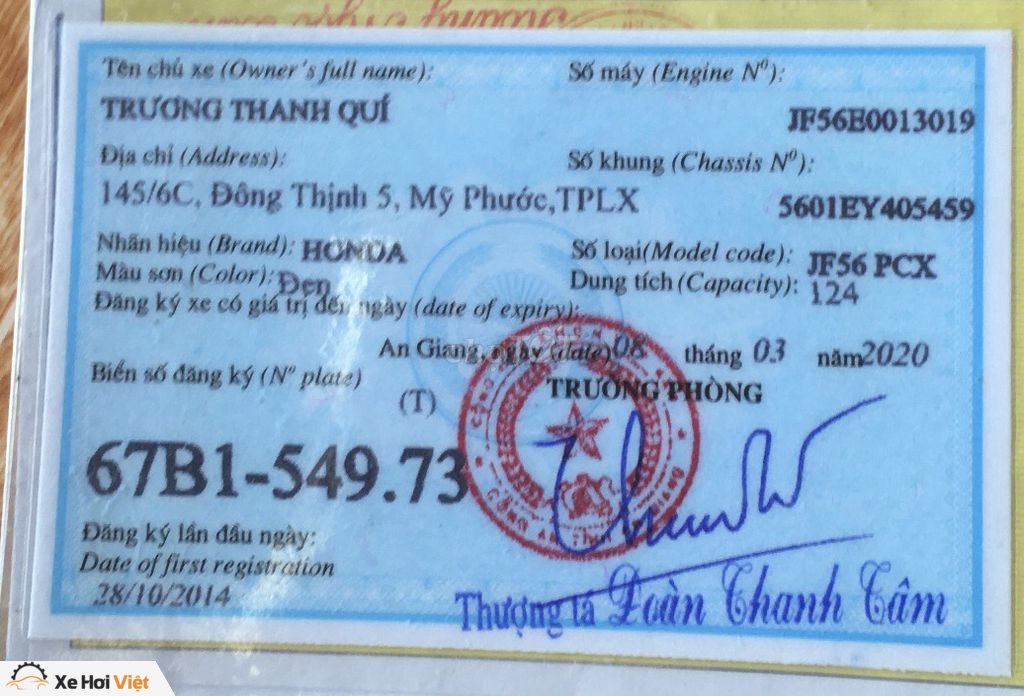 Tên chủ xe (Owner's full name):
TRƯƠNG THANH QUÍ
Số máy (Engine Nº):
JF56E0013019
Địa chỉ (Address):
145/6C, Đông Thịnh 5, Mỹ Phước,TPLX
Số khung (Chassis Nº):
5601EY405459
Nhãn hiệu (Brand): HONDA
Số loại(Model code): JF56 PCX
Màu sơn (Color): Đen
Dung tích (Capacity): 124
Đăng ký xe có giá trị đến ngày (date of expiry):
An Giang, ngày (date) 08 tháng 03 năm 2020
Biển số đăng ký (Nº plate)
(T)
TRƯỞNG PHÒNG
67B1-549.73
Đăng ký lần đầu ngày:
Date of first registration
28/10/2014
Thượng tá Đoàn Thanh Tâm
Xe Hơi Việt